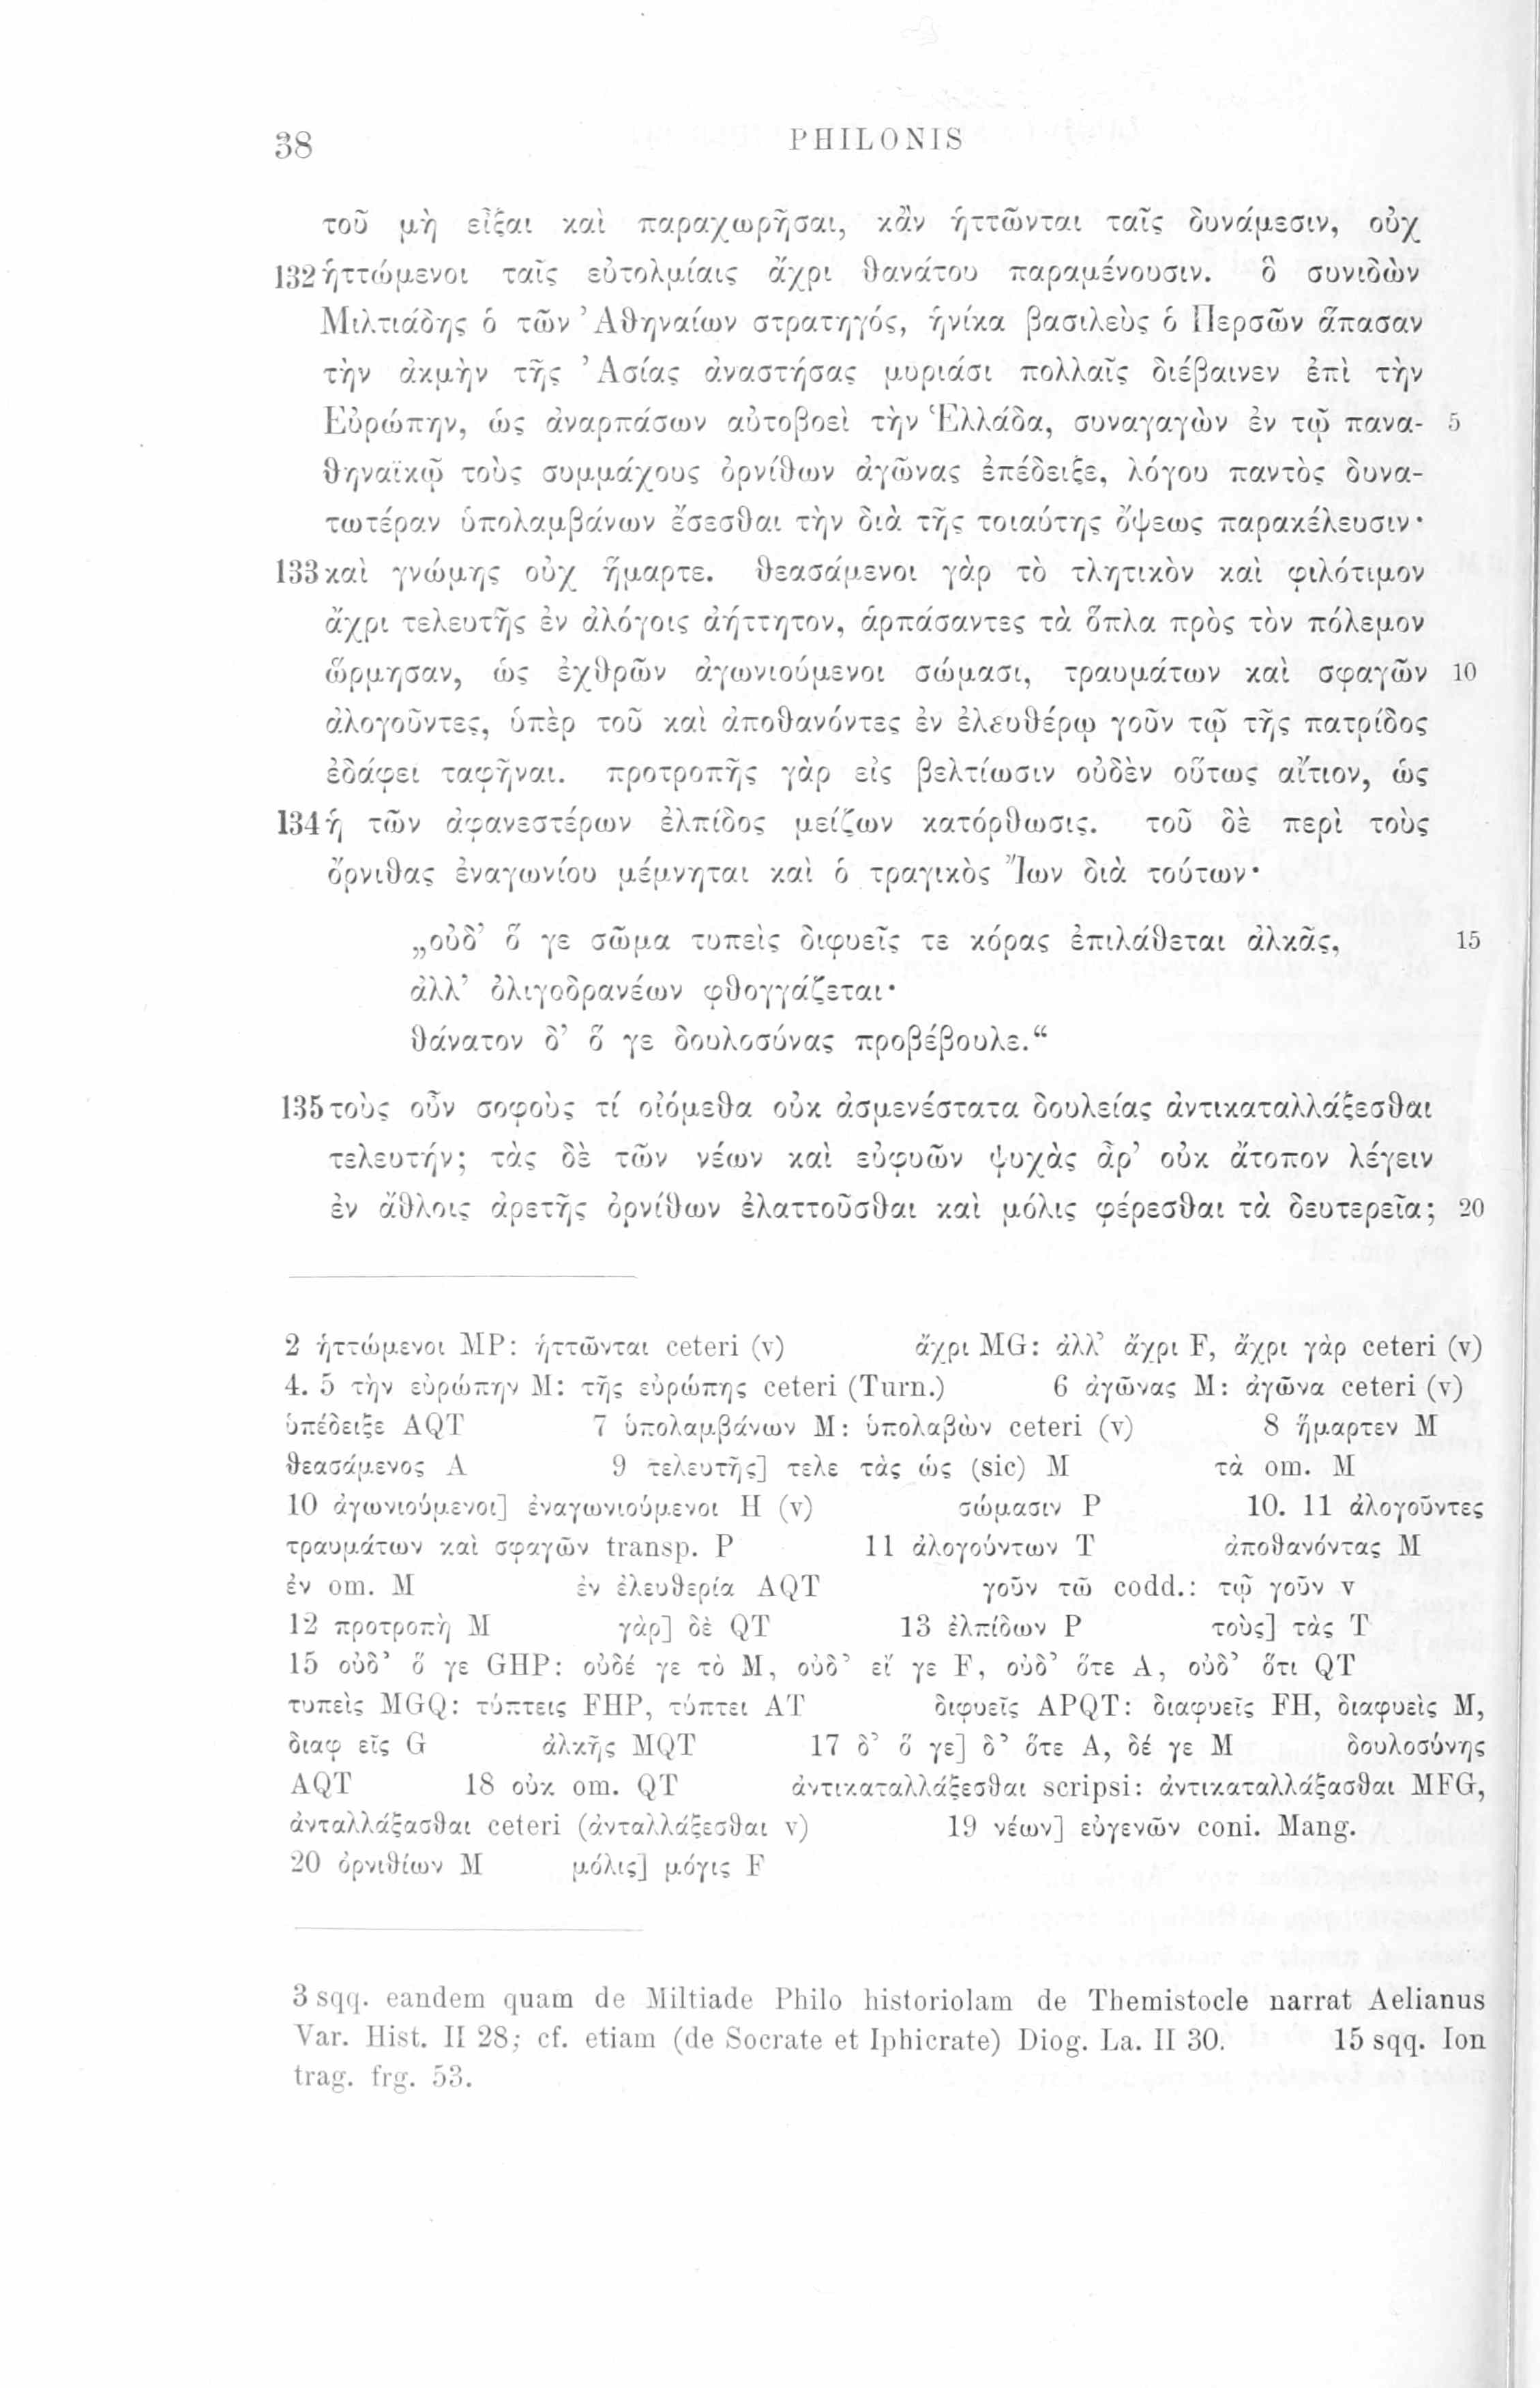 38 PHILONIS
τοῦ μὴ εἶξαι καὶ παραχωρῆσαι, κἂν ἡττῶνται ταῖς δυνάμεσιν, οὐχ
132 ἡττώμενοι ταῖς εὐτολμίαις ἄχρι θανάτου παραμένουσιν. ὃ συνιδὼν
Μιλτιάδης ὁ τῶν Ἀθηναίων στρατηγός, ἡνίκα βασιλεὺς ὁ Περσῶν ἅπασαν
τὴν ἀκμὴν τῆς Ἀσίας ἀναστήσας μυριάσι πολλαῖς διέβαινεν ἐπὶ τὴν
Εὐρώπην, ὡς ἀναρπάσων αὐτοβοεὶ τὴν Ἑλλάδα, συναγαγὼν ἐν τῷ πανα- 5
θηναϊκῷ τοὺς συμμάχους ὀρνίθων ἀγῶνας ἐπέδειξε, λόγου παντὸς δυνα-
τωτέραν ὑπολαμβάνων ἔσεσθαι τὴν διὰ τῆς τοιαύτης ὄψεως παρακέλευσιν·
133 καὶ γνώμης οὐχ ἥμαρτε. θεασάμενοι γὰρ τὸ τλητικὸν καὶ φιλότιμον
ἄχρι τελευτῆς ἐν ἀλόγοις ἀήττητον, ἁρπάσαντες τὰ ὅπλα πρὸς τὸν πόλεμον
ὥρμησαν, ὡς ἐχθρῶν ἀγωνιούμενοι σώμασι, τραυμάτων καὶ σφαγῶν 10
ἀλογοῦντες, ὑπὲρ τοῦ καὶ ἀποθανόντες ἐν ἐλευθέρῳ γοῦν τῷ τῆς πατρίδος
ἐδάφει ταφῆναι. προτροπῆς γὰρ εἰς βελτίωσιν οὐδὲν οὕτως αἴτιον, ὡς
134 ἡ τῶν ἀφανεστέρων ἐλπίδος μείζων κατόρθωσις. τοῦ δὲ περὶ τοὺς
ὄρνιθας ἐναγωνίου μέμνηται καὶ ὁ τραγικὸς Ἴων διὰ τούτων·
„οὐδ’ ὅ γε σῶμα τυπεὶς διφυεῖς τε κόρας ἐπιλάθεται ἀλκᾶς, 15
ἀλλ’ ὀλιγοδρανέων φθογγάζεται·
θάνατον δ’ ὅ γε δουλοσύνας προβέβουλε.“
135 τοὺς οὖν σοφοὺς τί οἰόμεθα οὐκ ἀσμενέστατα δουλείας ἀντικαταλλάξεσθαι
τελευτήν; τὰς δὲ τῶν νέων καὶ εὐφυῶν ψυχὰς ἆρ’ οὐκ ἄτοπον λέγειν
ἐν ἄθλοις ἀρετῆς ὀρνίθων ἐλαττοῦσθαι καὶ μόλις φέρεσθαι τὰ δευτερεῖα; 20
2 ἡττώμενοι MP: ἡττῶνται ceteri (v) ἄχρι MG: ἀλλ’ ἄχρι F, ἄχρι γὰρ ceteri (v)
4. 5 τὴν εὐρώπην M: τῆς εὐρώπης ceteri (Turn.) 6 ἀγῶνας M: ἀγῶνα ceteri (v)
ὑπέδειξε AQT 7 ὑπολαμβάνων M: ὑπολαβὼν ceteri (v) 8 ἥμαρτεν M
θεασάμενος A 9 τελευτῆς] τελε τὰς ὡς (sic) M τὰ om. M
10 ἀγωνιούμενοι] ἐναγωνιούμενοι H (v) σώμασιν P 10. 11 ἀλογοῦντες
τραυμάτων καὶ σφαγῶν transp. P 11 ἀλογούντων T ἀποθανόντας M
ἐν om. M ἐν ἐλευθερία AQT γοῦν τῶ codd.: τῷ γοῦν v
12 προτροπὴ M γὰρ] δὲ QT 13 ἐλπίδων P τοὺς] τὰς T
15 οὐδ’ ὅ γε GHP: οὐδέ γε τὸ M, οὐδ’ εἴ γε F, οὐδ’ ὅτε A, οὐδ’ ὅτι QT
τυπεὶς MGQ: τύπτεις FHP, τύπτει AT διφυεῖς APQT: διαφυεῖς FH, διαφυεὶς M,
διαφ εῖς G ἀλκῆς MQT 17 δ’ ὅ γε] δ’ ὅτε A, δέ γε M δουλοσύνης
AQT 18 οὐκ om. QT ἀντικαταλλάξεσθαι scripsi: ἀντικαταλλάξασθαι MFG,
ἀνταλλάξασθαι ceteri (ἀνταλλάξεσθαι v) 19 νέων] εὐγενῶν coni. Mang.
20 ὀρνιθίων M μόλις] μόγις F
3 sqq. eandem quam de Miltiade Philo historiolam de Themistocle narrat Aelianus
Var. Hist. II 28; cf. etiam (de Socrate et Iphicrate) Diog. La. II 30. 15 sqq. Ion
trag. frg. 53.